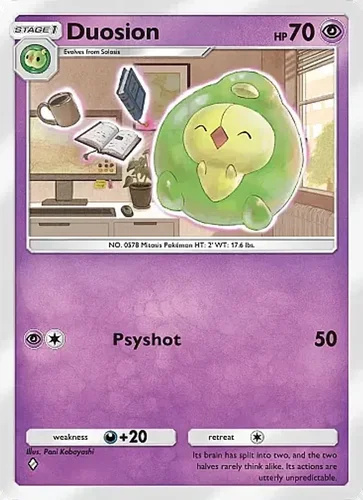 STAGE 1
Duosion
HP 70
Evolves from Solosis
NO. 0578 Mitosis Pokémon HT: 2' WT: 17.6 lbs.
Psyshot 50
weakness +20 retreat
Illus. Pani Kobayashi
Its brain has split into two, and the two
halves rarely think alike. Its actions are
utterly unpredictable.